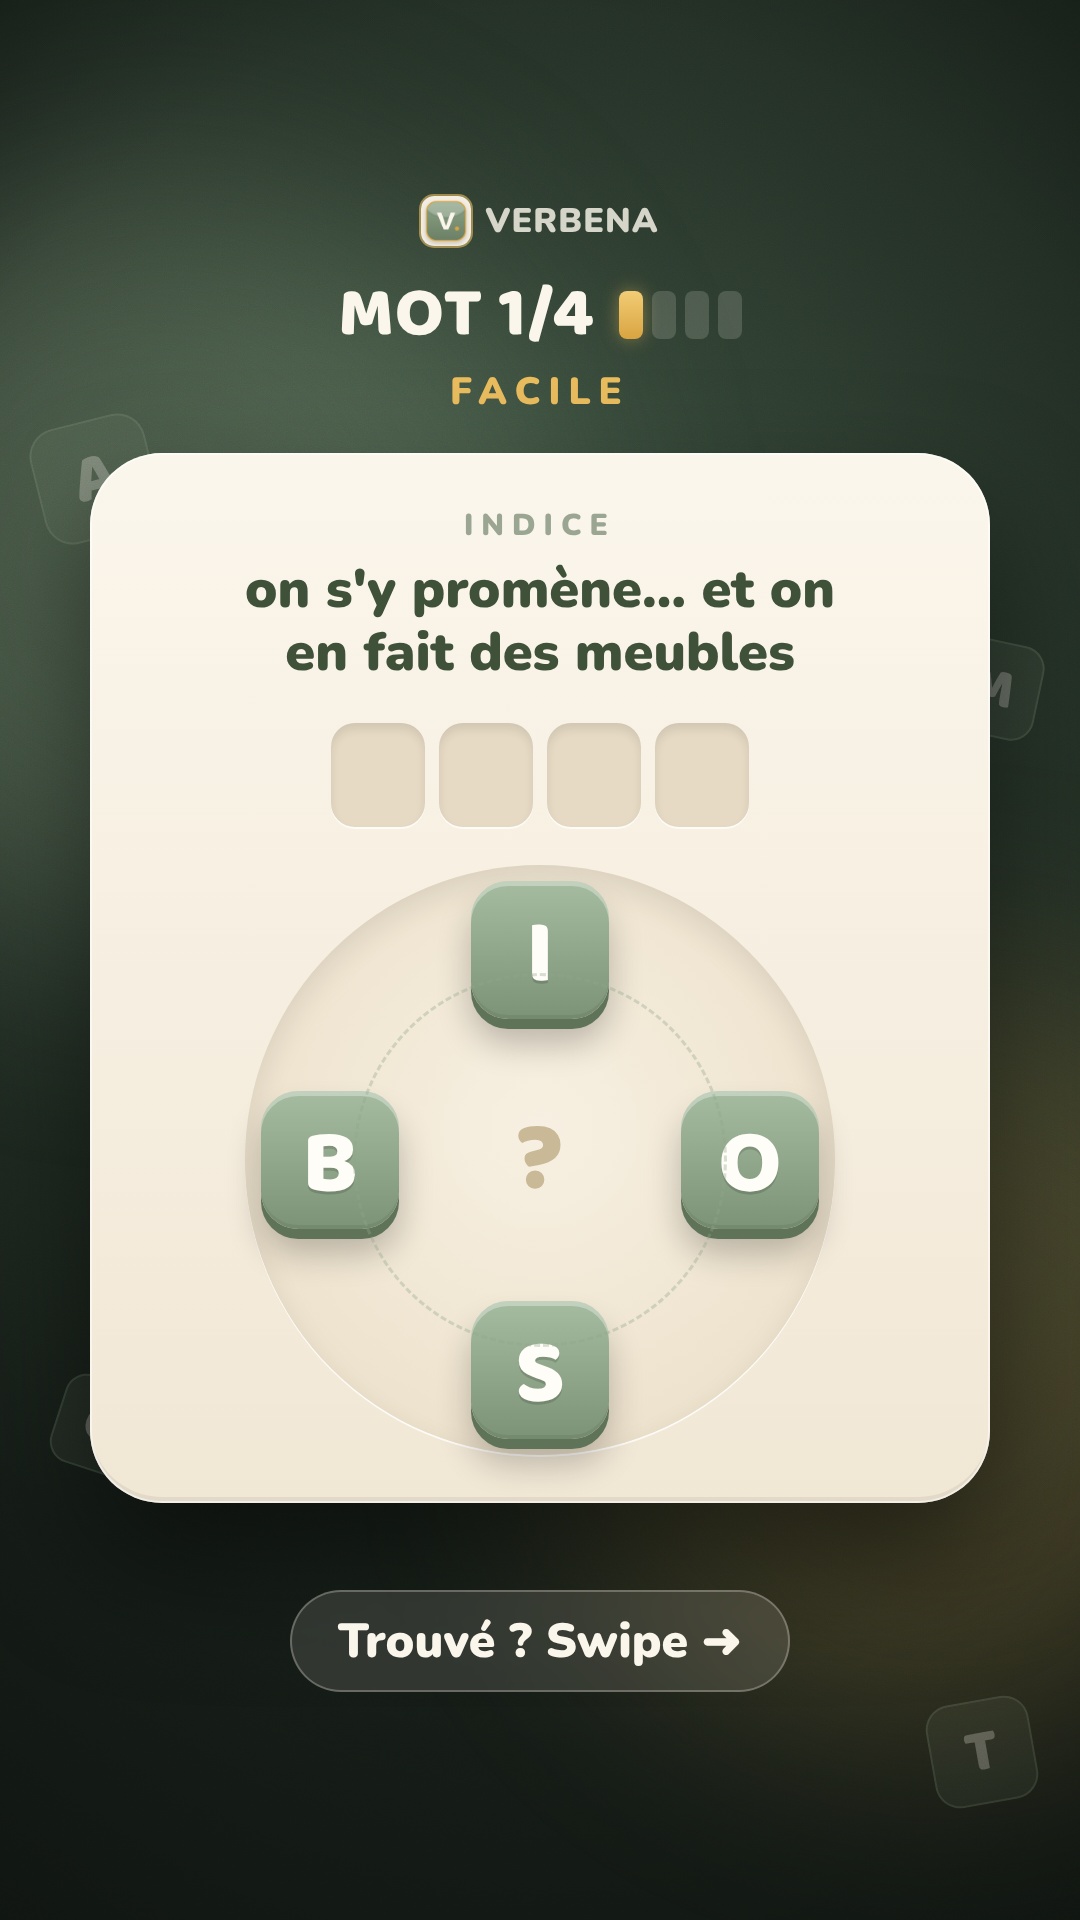 V. VERBENA
MOT 1/4
FACILE
A
INDICE
on s'y promène... et on
en fait des meubles
M
I
B ? O
S
Trouvé ? Swipe ➜
T